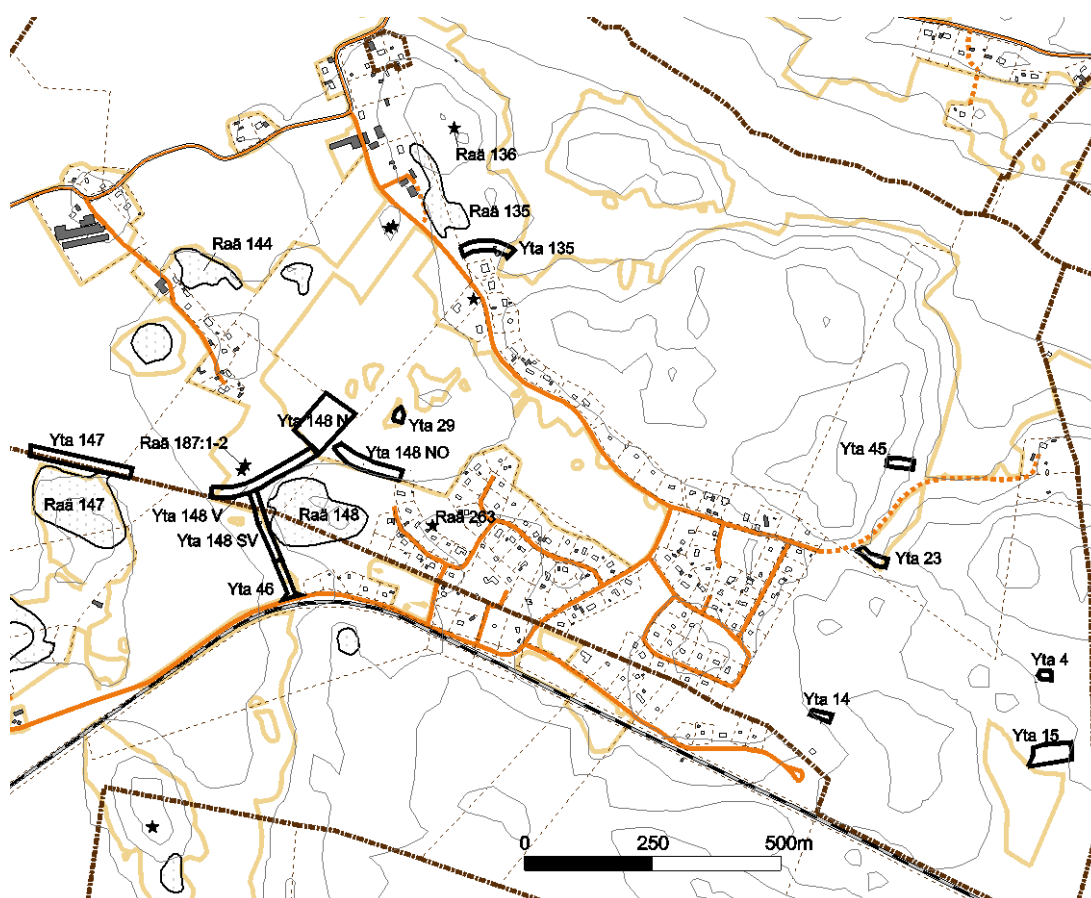 Raä 136
Raä 135
Raä 144
Yta 135
Yta 148 N
Yta 29
Yta 147
Raä 187:1-2
Yta 148 NO
Yta 45
Raä 147
Yta 148 V
Raä 148
Raä 263
Yta 148 SV
Yta 23
Yta 46
Yta 4
Yta 14
Yta 15
0 250 500m